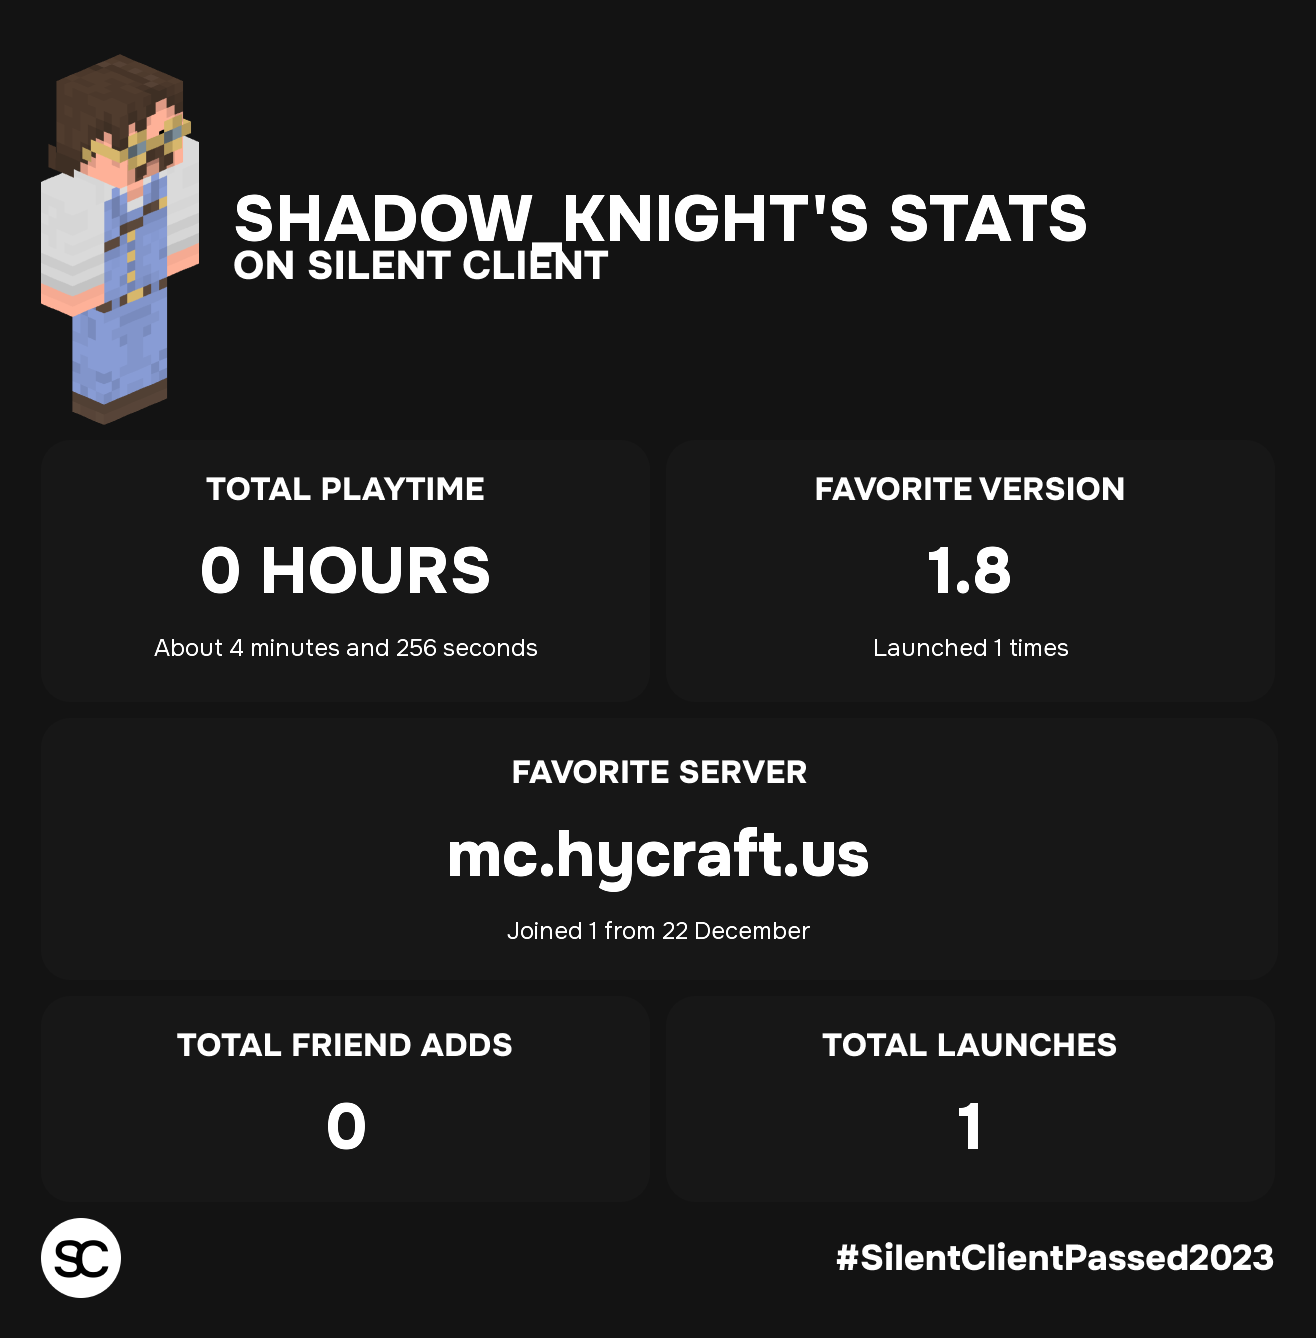 SHADOW_KNIGHT'S STATS
ON SILENT CLIENT
TOTAL PLAYTIME
0 HOURS
About 4 minutes and 256 seconds
FAVORITE VERSION
1.8
Launched 1 times
FAVORITE SERVER
mc.hycraft.us
Joined 1 from 22 December
TOTAL FRIEND ADDS
0
TOTAL LAUNCHES
1
SC
#SilentClientPassed2023